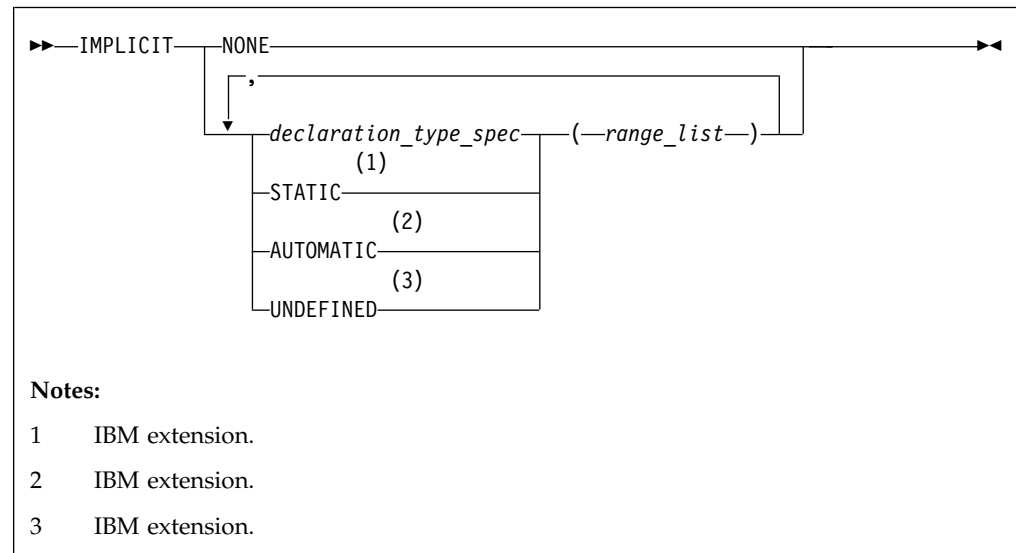 IMPLICIT NONE
,
declaration_type_spec ( range_list )
(1)
STATIC
(2)
AUTOMATIC
(3)
UNDEFINED
Notes:
1 IBM extension.
2 IBM extension.
3 IBM extension.